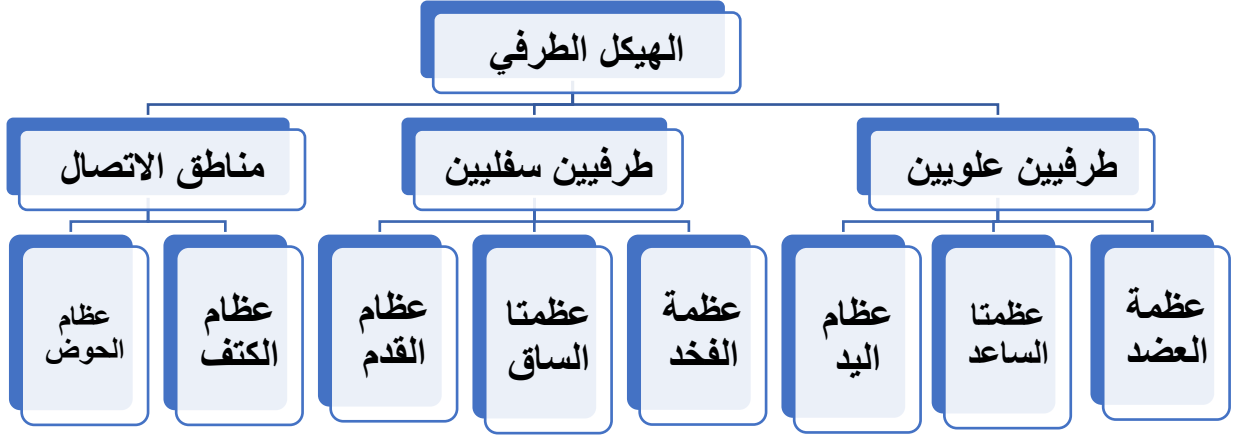 الهيكل الطرفي
طرفيين علويين
طرفيين سفليين
مناطق الاتصال
عظمة
العضد
عظمتا
الساعد
عظام
اليد
عظمة
الفخد
عظمتا
الساق
عظام
القدم
عظام
الكتف
عظام
الحوض